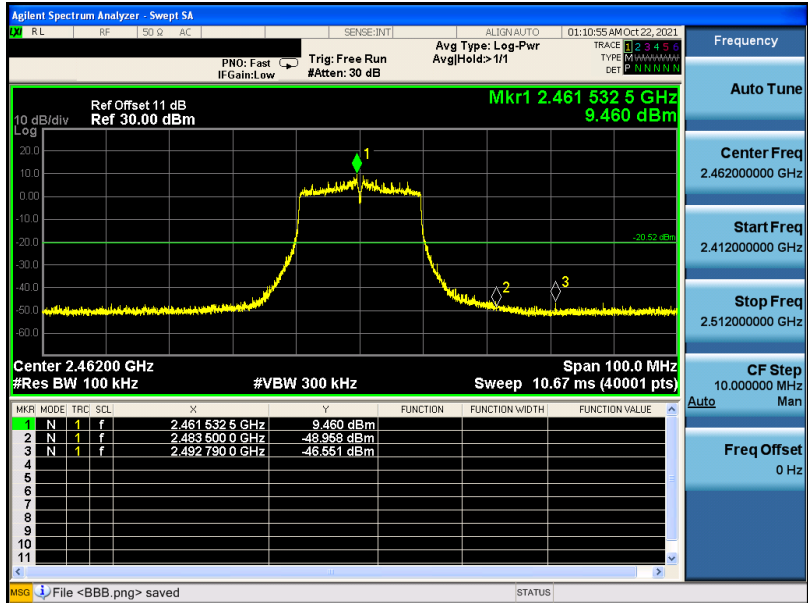 Agilent Spectrum Analyzer - Swept SA
LXI RL RF 50 Ω AC SENSE:INT ALIGNAUTO 01:10:55 AM Oct 22, 2021
PNO: Fast Trig: Free Run Avg Type: Log-Pwr TRACE 1 2 3 4 5 6
IFGain:Low #Atten: 30 dB Avg|Hold:>1/1 TYPE M
DET P N N N N N
Ref Offset 11 dB Mkr1 2.461 532 5 GHz
10 dB/div Ref 30.00 dBm 9.460 dBm
Log
20.0
10.0
0.00
-10.0
-20.0
-30.0
-40.0
-50.0
-60.0
1
-20.52 dBm
2
3
Center 2.46200 GHz Span 100.0 MHz
#Res BW 100 kHz #VBW 300 kHz Sweep 10.67 ms (40001 pts)
MKR MODE TRC SCL X Y FUNCTION FUNCTION WIDTH FUNCTION VALUE
1 N 1 f 2.461 532 5 GHz 9.460 dBm
2 N 1 f 2.483 500 0 GHz -48.958 dBm
3 N 1 f 2.492 790 0 GHz -46.551 dBm
4
5
6
7
8
9
10
11
MSG File <BBB.png> saved STATUS
Frequency
Auto Tune
Center Freq
2.462000000 GHz
Start Freq
2.412000000 GHz
Stop Freq
2.512000000 GHz
CF Step
10.000000 MHz
Auto Man
Freq Offset
0 Hz